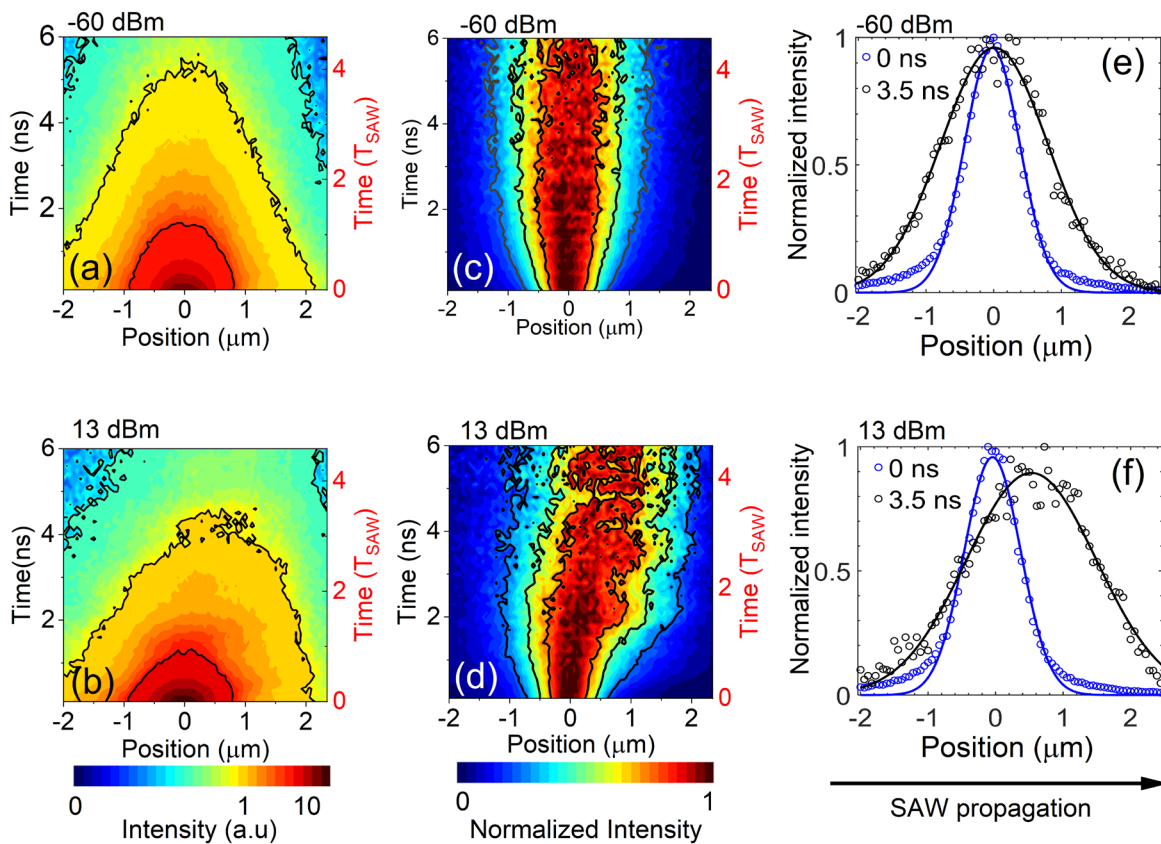 -60 dBm
6
4
2
Time (ns)
4
2
0
Time (TSAW)
(a)
-2
-1
0
1
2
Position (μm)
-60 dBm
6
4
2
Time (ns)
4
2
0
Time (TSAW)
(c)
-2
-1
0
1
2
Position (μm)
-60 dBm
(e)
0 ns
3.5 ns
1
0.5
0
Normalized intensity
-2
-1
0
1
2
Position (μm)
13 dBm
6
4
2
Time(ns)
4
2
0
Time (TSAW)
(b)
-2
-1
0
1
2
Position (μm)
0
1
10
Intensity (a.u)
13 dBm
6
4
2
Time (ns)
4
2
0
Time (TSAW)
(d)
-2
-1
0
1
2
Position (μm)
0
1
Normalized Intensity
13 dBm
(f)
0 ns
3.5 ns
1
0.5
0
Normalized intensity
-2
-1
0
1
2
Position (μm)
SAW propagation